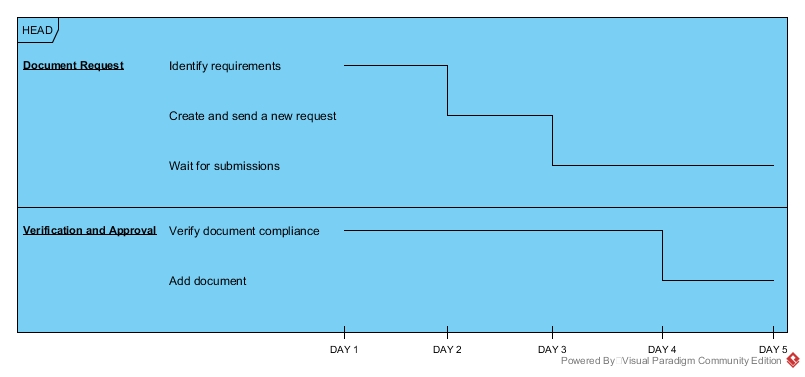 HEAD
Document Request
Identify requirements
Create and send a new request
Wait for submissions
Verification and Approval
Verify document compliance
Add document
DAY 1 DAY 2 DAY 3 DAY 4 DAY 5
Powered By Visual Paradigm Community Edition